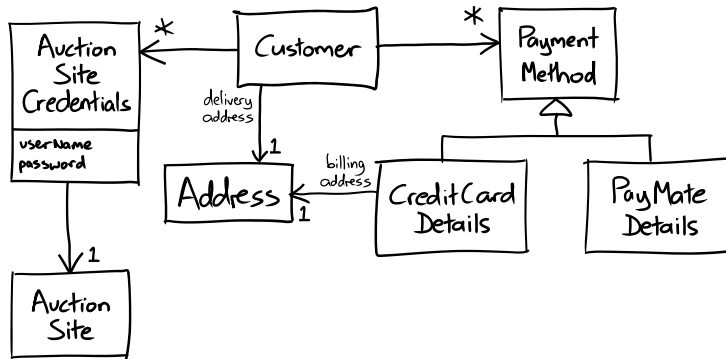 Auction
Site
Credentials
userName
password
*
Customer
*
Payment
Method
delivery
address
1
Address
billing
address
1
CreditCard
Details
PayMate
Details
1
Auction
Site